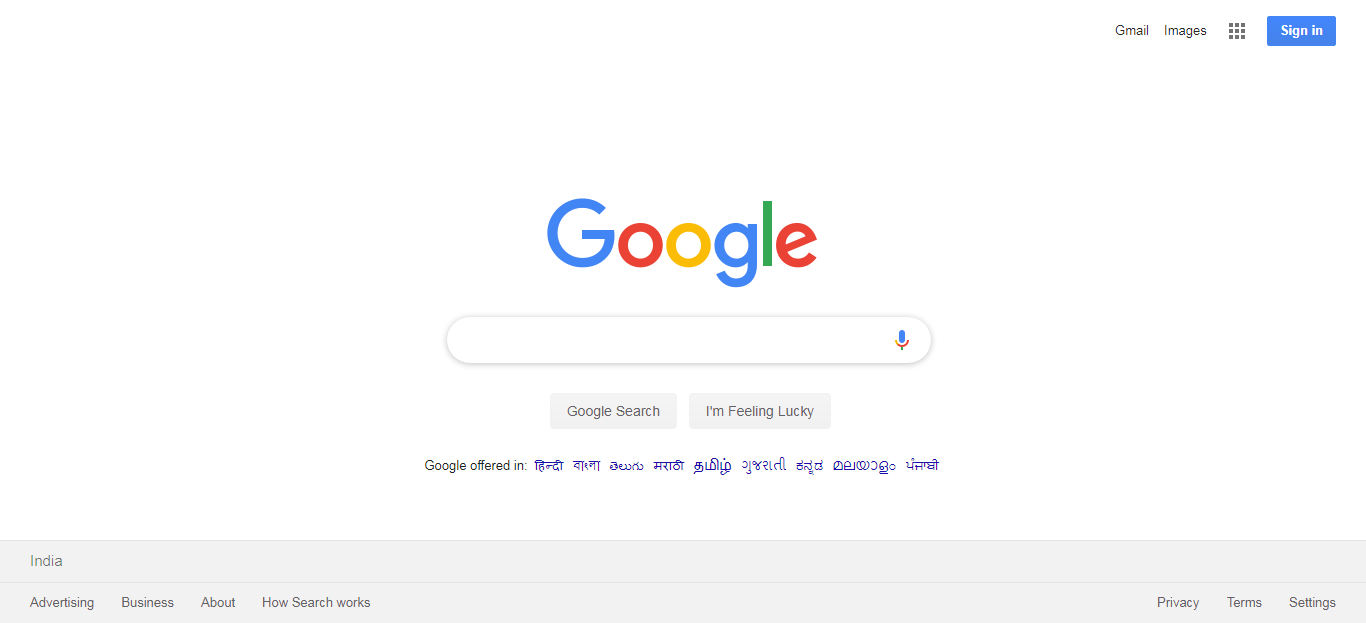 Gmail Images Sign in
Google
Google Search I'm Feeling Lucky
Google offered in: हिन्दी বাংলা తెలుగు मराठी தமிழ் ગુજરાતી ಕನ್ನಡ മലയാളം ਪੰਜਾਬੀ
India
Advertising Business About How Search works Privacy Terms Settings